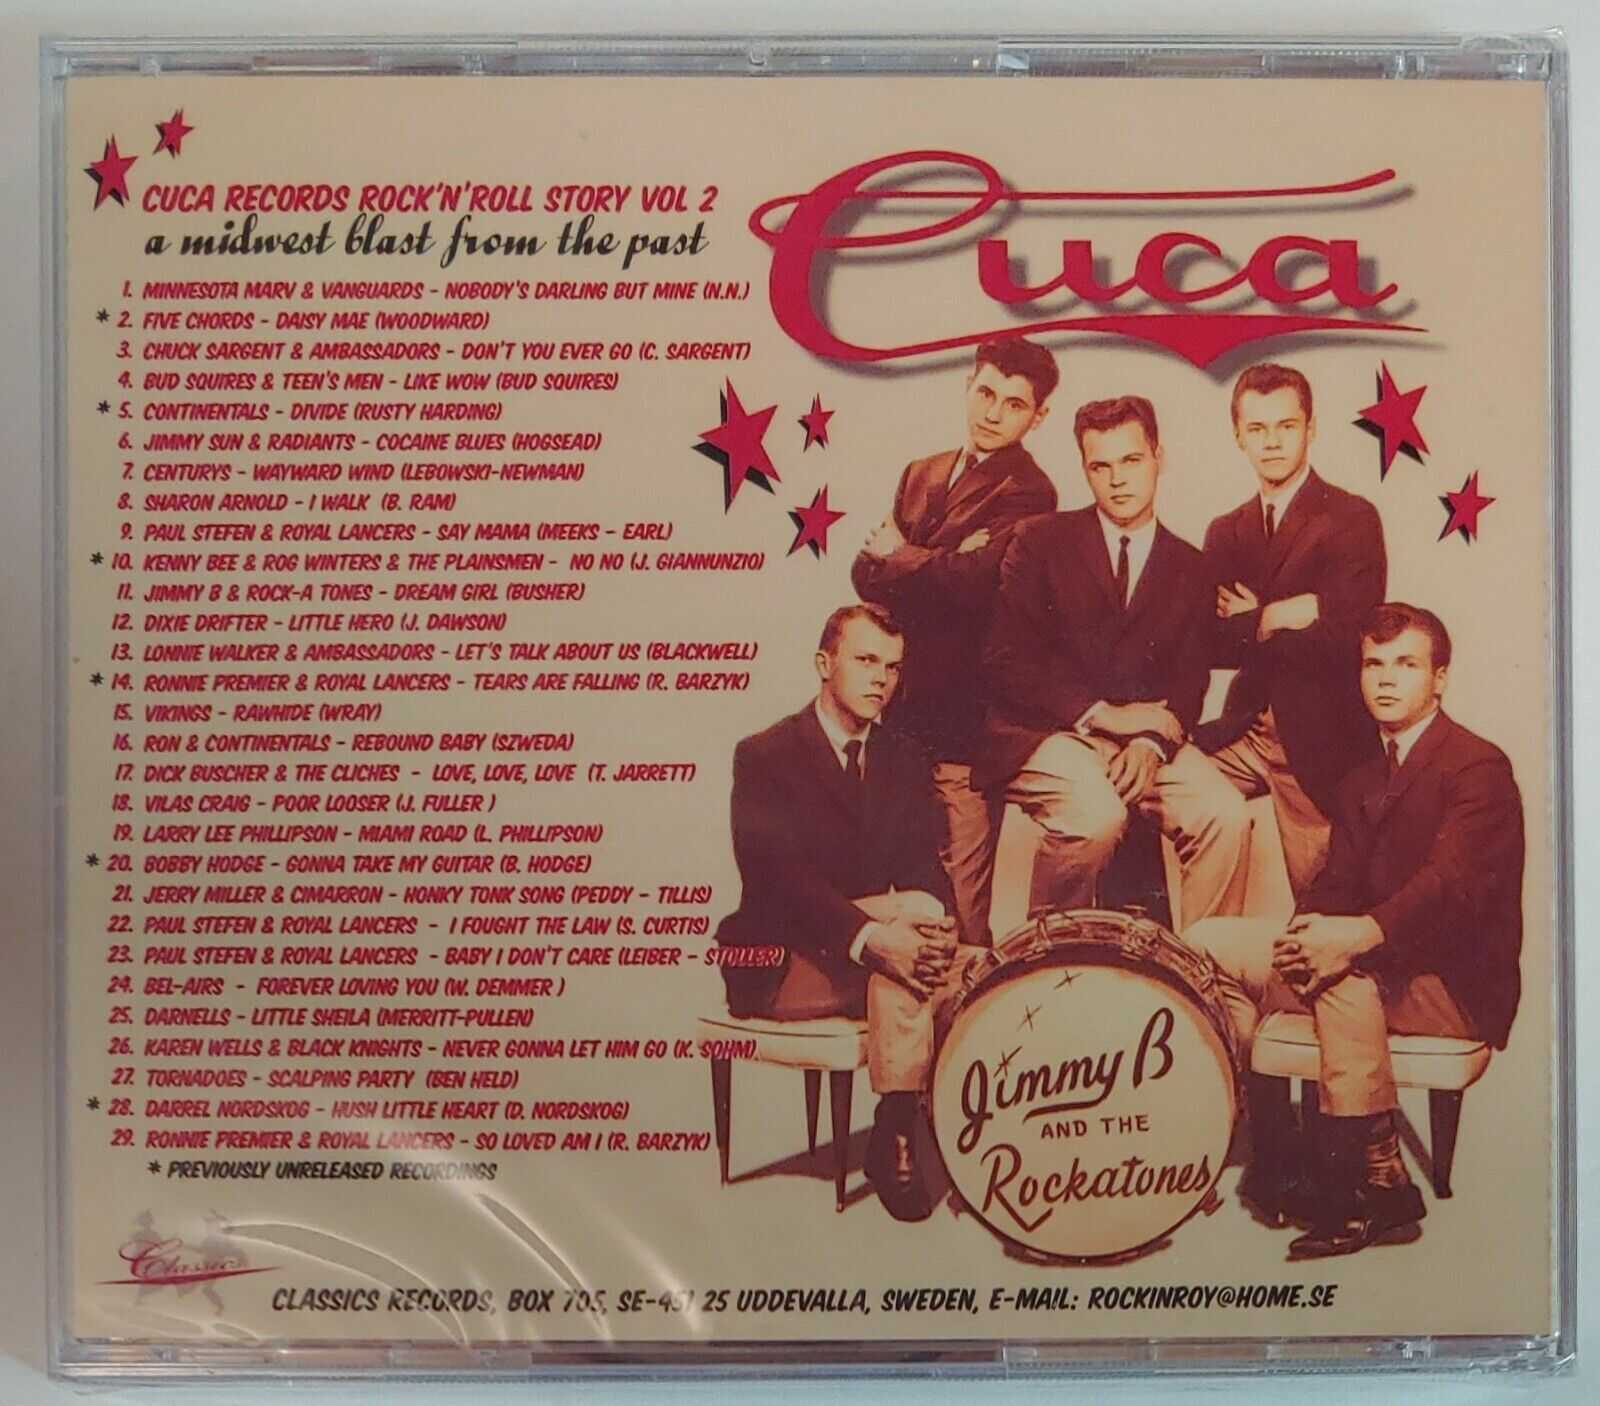 CUCA RECORDS ROCK'N'ROLL STORY VOL 2
a midwest blast from the past
Cuca
1. MINNESOTA MARV & VANGUARDS - NOBODY'S DARLING BUT MINE (N.N.)
* 2. FIVE CHORDS - DAISY MAE (WOODWARD)
3. CHUCK SARGENT & AMBASSADORS - DON'T YOU EVER GO (C. SARGENT)
4. BUD SQUIRES & TEEN'S MEN - LIKE WOW (BUD SQUIRES)
* 5. CONTINENTALS - DIVIDE (RUSTY HARDING)
6. JIMMY SUN & RADIANTS - COCAINE BLUES (HOGSEAD)
7. CENTURYS - WAYWARD WIND (LEBOWSKI-NEWMAN)
8. SHARON ARNOLD - I WALK (B. RAM)
9. PAUL STEFEN & ROYAL LANCERS - SAY MAMA (MEEKS - EARL)
* 10. KENNY BEE & ROG WINTERS & THE PLAINSMEN - NO NO (J. GIANNUNZIO)
11. JIMMY B & ROCK-A TONES - DREAM GIRL (BUSHER)
12. DIXIE DRIFTER - LITTLE HERO (J. DAWSON)
13. LONNIE WALKER & AMBASSADORS - LET'S TALK ABOUT US (BLACKWELL)
* 14. RONNIE PREMIER & ROYAL LANCERS - TEARS ARE FALLING (R. BARZYK)
15. VIKINGS - RAWHIDE (WRAY)
16. RON & CONTINENTALS - REBOUND BABY (SZWEDA)
17. DICK BUSCHER & THE CLICHES - LOVE, LOVE, LOVE (T. JARRETT)
18. VILAS CRAIG - POOR LOOSER (J. FULLER )
19. LARRY LEE PHILLIPSON - MIAMI ROAD (L. PHILLIPSON)
* 20. BOBBY HODGE - GONNA TAKE MY GUITAR (B. HODGE)
21. JERRY MILLER & CIMARRON - HONKY TONK SONG (PEDDY - TILLIS)
22. PAUL STEFEN & ROYAL LANCERS - I FOUGHT THE LAW (S. CURTIS)
23. PAUL STEFEN & ROYAL LANCERS - BABY I DON'T CARE (LEIBER - STOLLER)
24. BEL-AIRS - FOREVER LOVING YOU (W. DEMMER )
25. DARNELLS - LITTLE SHEILA (MERRITT-PULLEN)
26. KAREN WELLS & BLACK KNIGHTS - NEVER GONNA LET HIM GO (K. SOHM)
27. TORNADOES - SCALPING PARTY (BEN HELD)
* 28. DARREL NORDSKOG - HUSH LITTLE HEART (D. NORDSKOG)
29. RONNIE PREMIER & ROYAL LANCERS - SO LOVED AM I (R. BARZYK)
* PREVIOUSLY UNRELEASED RECORDINGS
Jimmy B
AND THE
Rockatones
Classics
CLASSICS RECORDS, BOX 705, SE-451 25 UDDEVALLA, SWEDEN, E-MAIL: ROCKINROY@HOME.SE